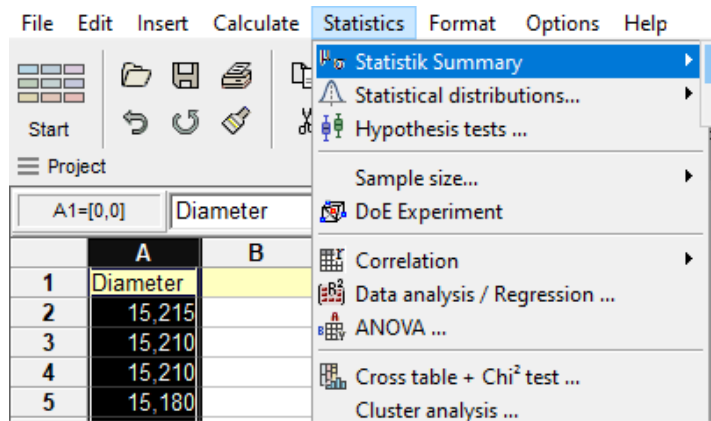 File Edit Insert Calculate Statistics Format Options Help
Statistik Summary
Statistical distributions...
Start
Hypothesis tests ...
Project
Sample size...
A1=[0,0] Diameter
DoE Experiment
A B
Correlation
1 Diameter
Data analysis / Regression ...
2 15,215
ANOVA ...
3 15,210
4 15,210
Cross table + Chi² test ...
5 15,180
Cluster analysis ...